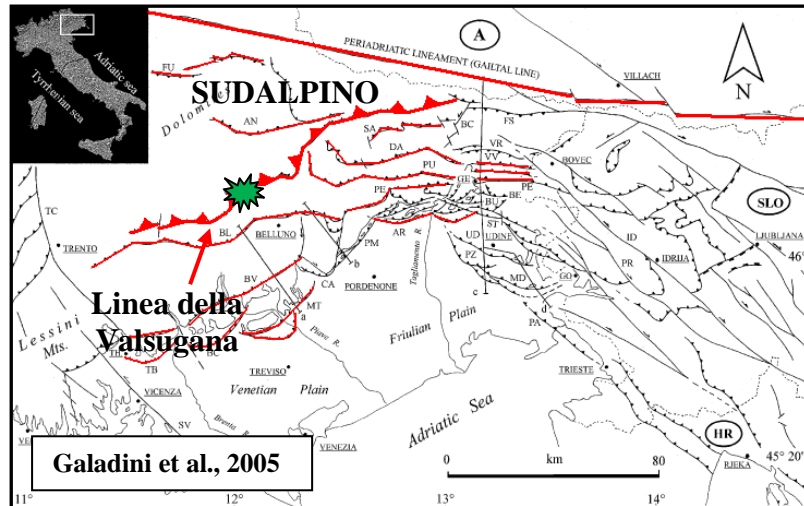 Adriatic sea
Tyrrhenian sea
A
PERIADRIATIC LINEAMENT (GAILTAL LINE)
VILLACH
N
FU
SUDALPINO
Dolomites
AN
SA
BC
FS
DA
VR
VV
BOVEC
PU
GE
PE
PE
BE
BU
SLO
TC
LJUBLJANA
TRENTO
BL
BELLUNO
PM
AR
ST
UD
UDINE
ID
IDRIJA
46°
BV
b
PZ
PR
CA
PORDENONE
Tagliamento R.
MD
GO
c
d
Linea della
Valsugana
MT
a
PA
Lessini
Mts.
TH
TB
BC
Piave R.
Friulian Plain
TREVISO
TRIESTE
VICENZA
Venetian Plain
Adriatic Sea
SV
Brenta R.
VENEZIA
HR
Galadini et al., 2005
0
km
80
45° 20'
RIJEKA
11°
12°
13°
14°